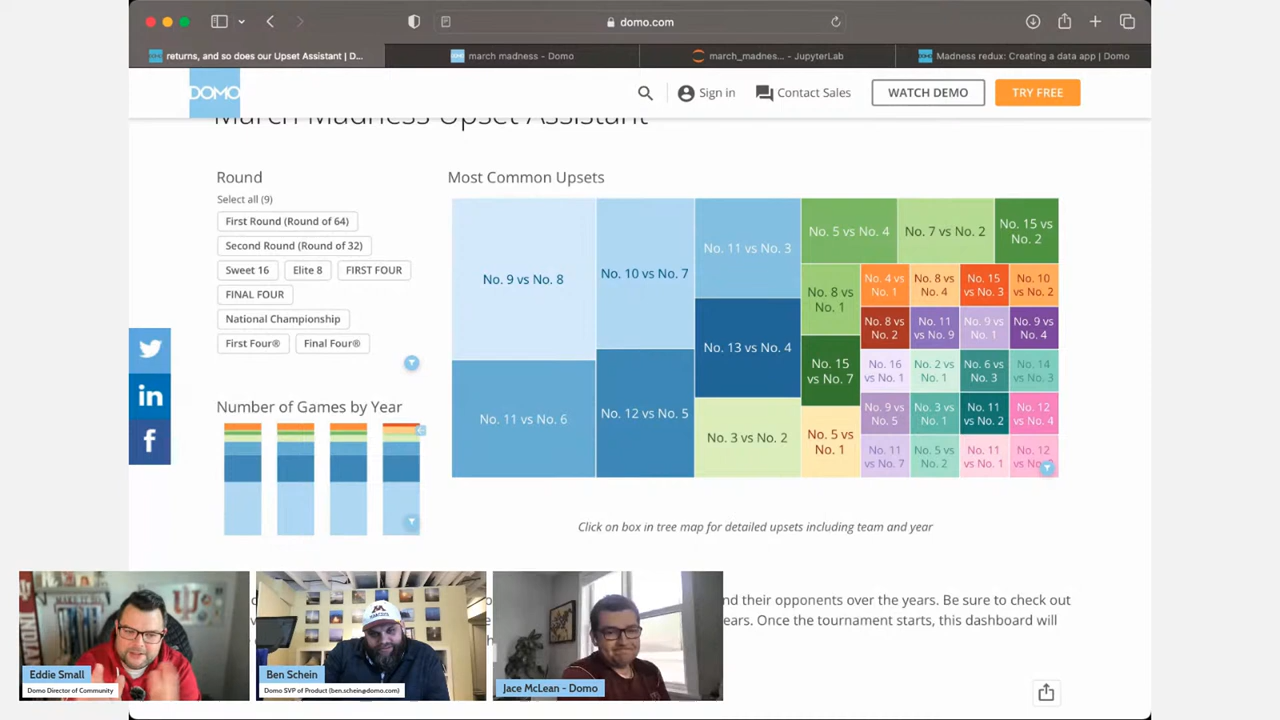 domo.com
returns, and so does our Upset Assistant | D...
march madness - Domo
march_madnes... - JupyterLab
Madness redux: Creating a data app | Domo
DOMO
Sign in
Contact Sales
WATCH DEMO
TRY FREE
March Madness Upset Assistant
Round
Select all (9)
First Round (Round of 64)
Second Round (Round of 32)
Sweet 16
Elite 8
FIRST FOUR
FINAL FOUR
National Championship
First Four®
Final Four®
Number of Games by Year
Most Common Upsets
No. 9 vs No. 8
No. 11 vs No. 6
No. 10 vs No. 7
No. 12 vs No. 5
No. 11 vs No. 3
No. 13 vs No. 4
No. 3 vs No. 2
No. 5 vs No. 4
No. 7 vs No. 2
No. 15 vs
No. 2
No. 8 vs
No. 1
No. 15
vs No. 7
No. 5 vs
No. 1
No. 4 vs
No. 1
No. 8 vs
No. 4
No. 15
vs No. 3
No. 10
vs No. 2
No. 8 vs
No. 2
No. 11
vs No. 9
No. 9 vs
No. 1
No. 9 vs
No. 4
No. 16
vs No. 1
No. 2 vs
No. 1
No. 6 vs
No. 3
No. 14
vs No. 3
No. 9 vs
No. 5
No. 3 vs
No. 1
No. 11
vs No. 2
No. 12
vs No. 4
No. 11
vs No. 7
No. 5 vs
No. 2
No. 11
vs No. 1
No. 12
vs
Click on box in tree map for detailed upsets including team and year
nd their opponents over the years. Be sure to check out
ears. Once the tournament starts, this dashboard will
Eddie Small
Domo Director of Community
Ben Schein
Domo SVP of Product (ben.schein@domo.com)
Jace McLean - Domo